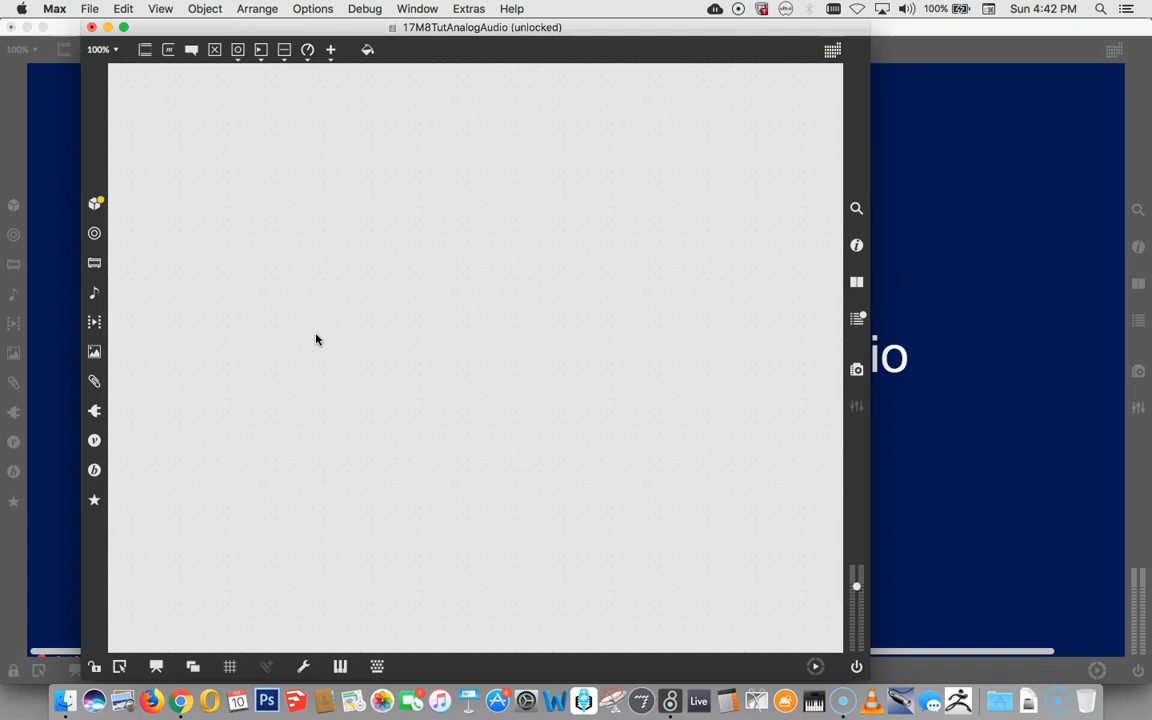 Max File Edit View Object Arrange Options Debug Window Extras Help 100% Sun 4:42 PM
17M8TutAnalogAudio (unlocked)
100% 100%
io